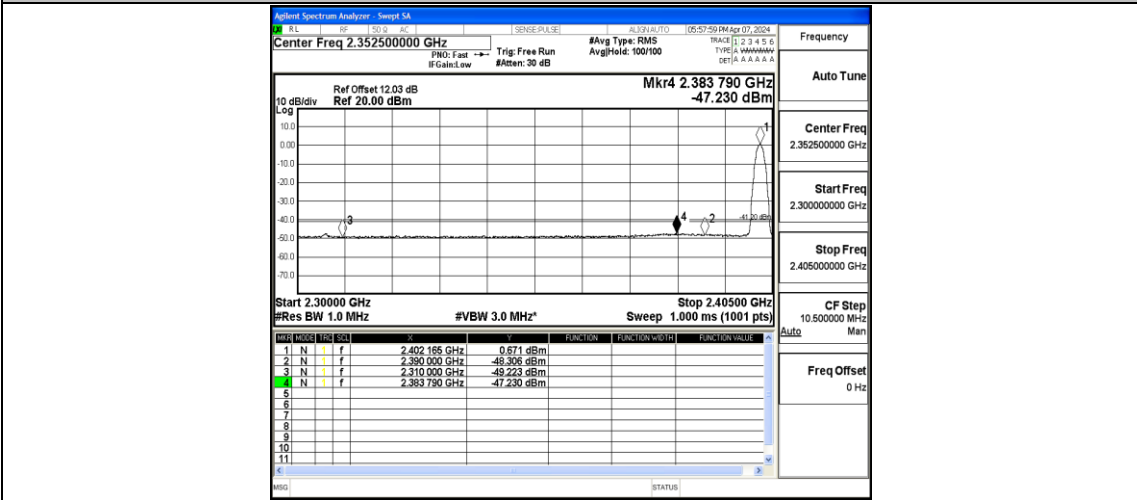 Agilent Spectrum Analyzer - Swept SA
RL RF 50 Ω AC SENSE:PULSE ALIGN AUTO 05:57:59 PM Apr 07, 2024
Center Freq 2.352500000 GHz
PNO: Fast
IFGain:Low
Trig: Free Run
#Atten: 30 dB
#Avg Type: RMS
Avg|Hold: 100/100
TRACE 1 2 3 4 5 6
TYPE A WWWWW
DET A A A A A A
Frequency
Mkr4 2.383 790 GHz
-47.230 dBm
Ref Offset 12.03 dB
10 dB/div Ref 20.00 dBm
Log
10.0
0.00
-10.0
-20.0
-30.0
-40.0
-50.0
-60.0
-70.0
1
3
4
2
-41.20 dBm
Start 2.30000 GHz Stop 2.40500 GHz
#Res BW 1.0 MHz #VBW 3.0 MHz* Sweep 1.000 ms (1001 pts)
MKR MODE TRC SCL X Y FUNCTION FUNCTION WIDTH FUNCTION VALUE
1 N 1 f 2.402 165 GHz 0.671 dBm
2 N 1 f 2.390 000 GHz -48.306 dBm
3 N 1 f 2.310 000 GHz -49.223 dBm
4 N 1 f 2.383 790 GHz -47.230 dBm
5
6
7
8
9
10
11
MSG STATUS
Auto Tune
Center Freq
2.352500000 GHz
Start Freq
2.300000000 GHz
Stop Freq
2.405000000 GHz
CF Step
10.500000 MHz
Auto Man
Freq Offset
0 Hz